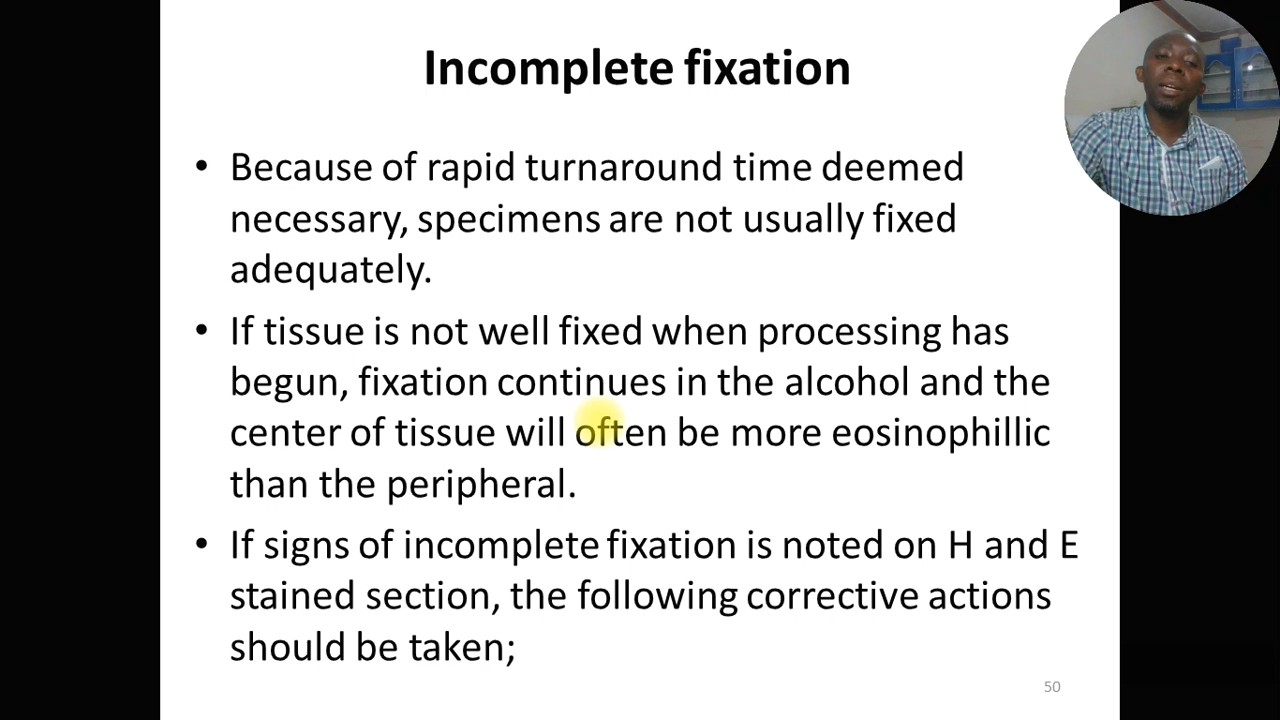 Incomplete fixation
• Because of rapid turnaround time deemed
necessary, specimens are not usually fixed
adequately.
• If tissue is not well fixed when processing has
begun, fixation continues in the alcohol and the
center of tissue will often be more eosinophillic
than the peripheral.
• If signs of incomplete fixation is noted on H and E
stained section, the following corrective actions
should be taken;
50